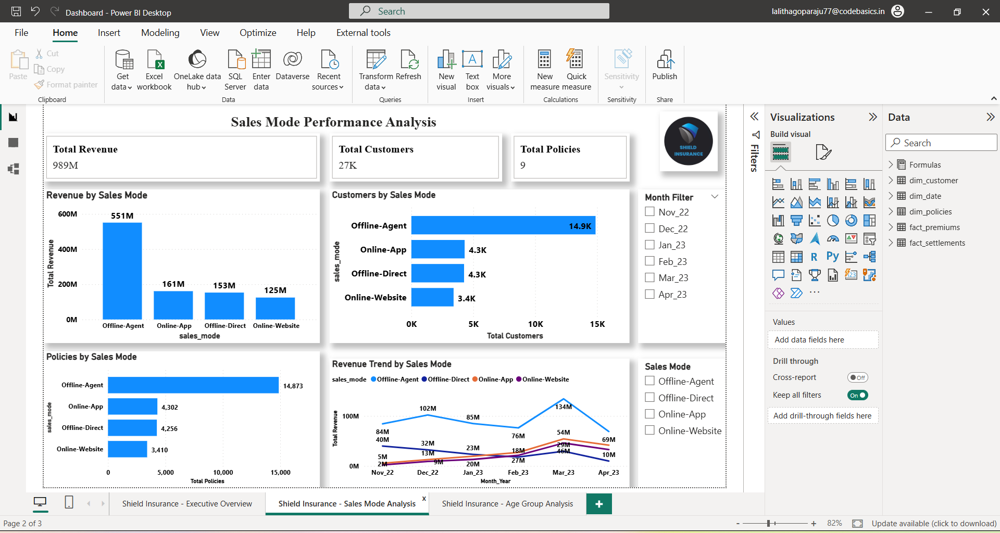 Dashboard - Power BI Desktop
Search
lalithagoparaju77@codebasics.in
File Home Insert Modeling View Optimize Help External tools
Paste
Cut
Copy
Format painter
Clipboard
Get data
Excel workbook
OneLake data hub
SQL Server
Enter data
Dataverse
Recent sources
Data
Transform data
Refresh
Queries
New visual
Text box
More visuals
Insert
New measure
Quick measure
Calculations
Sensitivity
Sensitivity
Publish
Share
Sales Mode Performance Analysis
SHIELD
INSURANCE
Total Revenue
989M
Total Customers
27K
Total Policies
9
Revenue by Sales Mode
Total Revenue
600M
400M
200M
0M
551M
161M
153M
125M
Offline-Agent Online-App Offline-Direct Online-Website
sales_mode
Customers by Sales Mode
sales_mode
Offline-Agent 14.9K
Online-App 4.3K
Offline-Direct 4.3K
Online-Website 3.4K
0K 5K 10K 15K
Total Customers
Month Filter
Nov_22
Dec_22
Jan_23
Feb_23
Mar_23
Apr_23
Policies by Sales Mode
sales_mode
Offline-Agent 14,873
Online-App 4,302
Offline-Direct 4,256
Online-Website 3,410
0 5,000 10,000 15,000
Total Policies
Revenue Trend by Sales Mode
sales_mode Offline-Agent Offline-Direct Online-App Online-Website
Total Revenue
100M
0M
84M 102M 85M 76M 134M 69M
40M 32M 23M 18M 29M 10M
5M 13M 20M 27M 54M
2M 9M 46M
Nov_22 Dec_22 Jan_23 Feb_23 Mar_23 Apr_23
Month_Year
Sales Mode
Offline-Agent
Offline-Direct
Online-App
Online-Website
Filters
Visualizations
Build visual
R
Py
123
...
Values
Add data fields here
Drill through
Cross-report Off
Keep all filters On
Add drill-through fields here
Data
Search
Formulas
dim_customer
dim_date
dim_policies
fact_premiums
fact_settlements
Shield Insurance - Executive Overview
Shield Insurance - Sales Mode Analysis x
Shield Insurance - Age Group Analysis
+
Page 2 of 3
- + 82%
Update available (click to download)